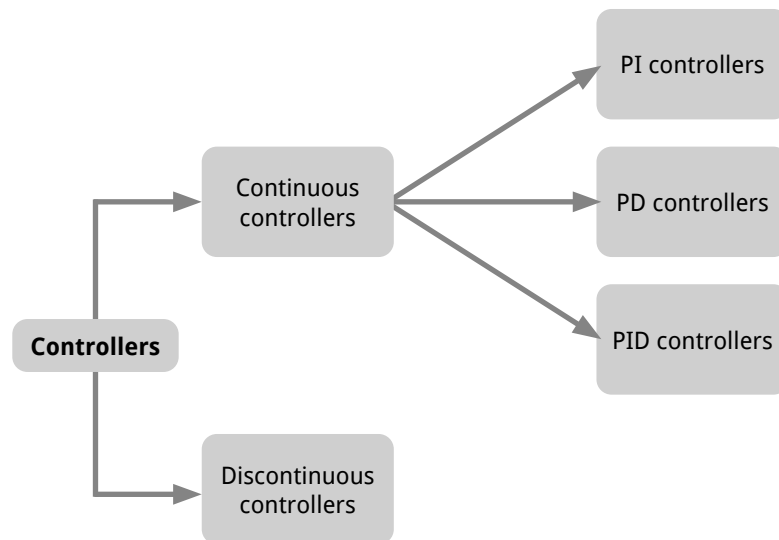 PI controllers
Continuous
controllers
PD controllers
PID controllers
Controllers
Discontinuous
controllers